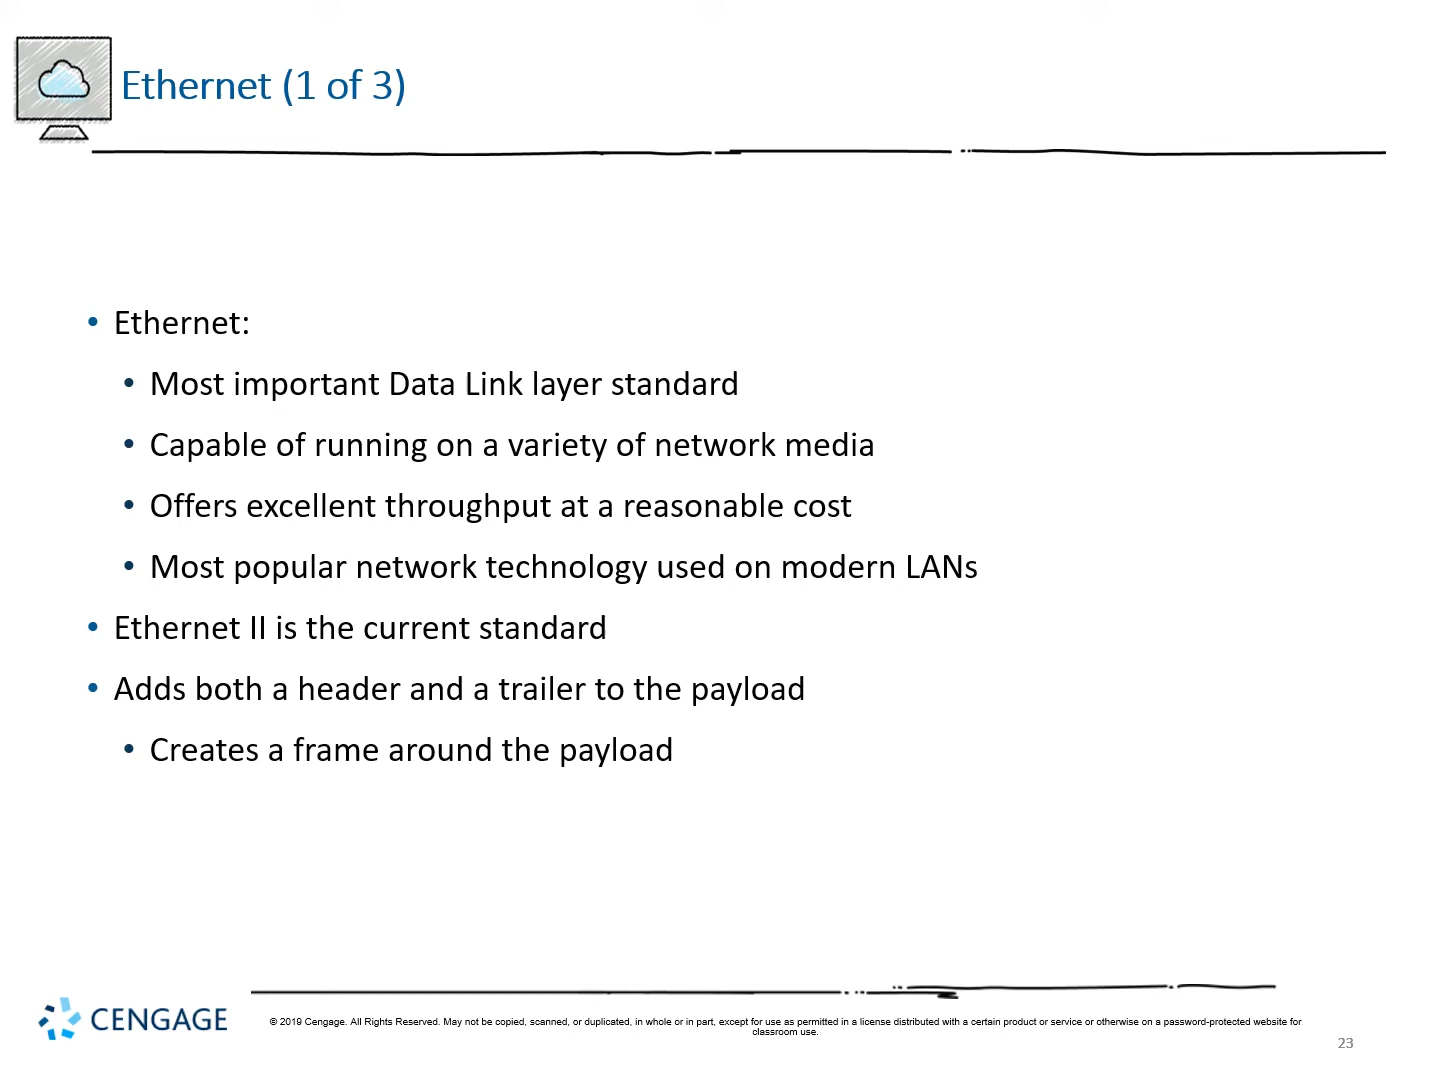 Ethernet (1 of 3)
• Ethernet:
• Most important Data Link layer standard
• Capable of running on a variety of network media
• Offers excellent throughput at a reasonable cost
• Most popular network technology used on modern LANs
• Ethernet II is the current standard
• Adds both a header and a trailer to the payload
• Creates a frame around the payload
CENGAGE
© 2019 Cengage. All Rights Reserved. May not be copied, scanned, or duplicated, in whole or in part, except for use as permitted in a license distributed with a certain product or service or otherwise on a password-protected website for
classroom use.
23